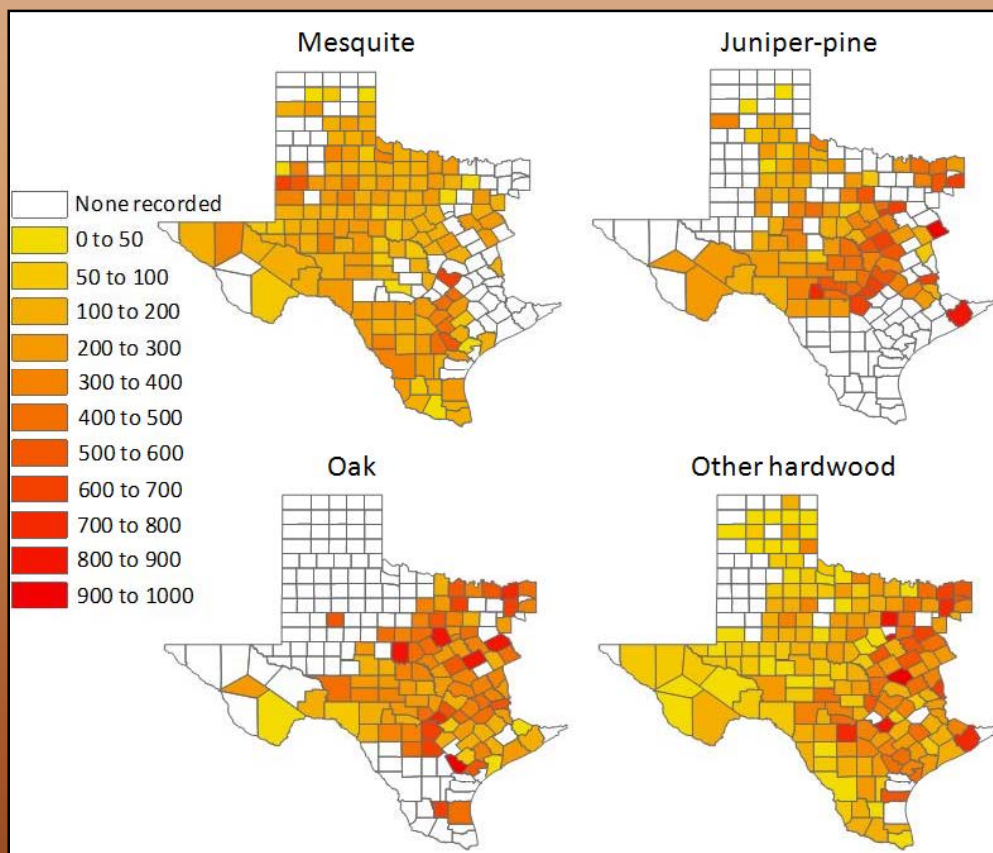 Mesquite
Juniper-pine
None recorded
0 to 50
50 to 100
100 to 200
200 to 300
300 to 400
400 to 500
500 to 600
600 to 700
700 to 800
800 to 900
900 to 1000
Oak
Other hardwood